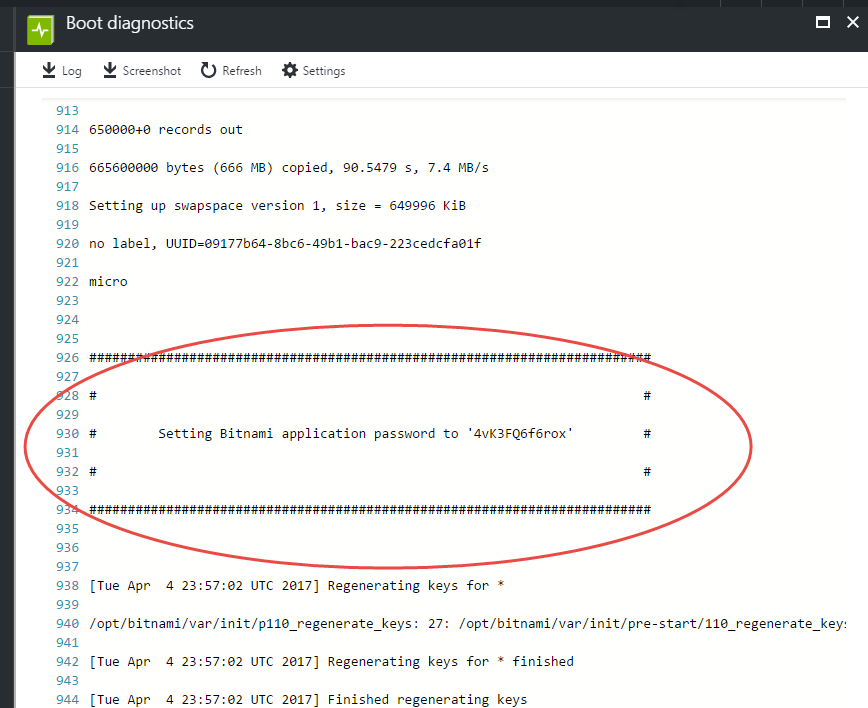 Boot diagnostics
Log Screenshot Refresh Settings
913
914 650000+0 records out
915
916 665600000 bytes (666 MB) copied, 90.5479 s, 7.4 MB/s
917
918 Setting up swapspace version 1, size = 649996 KiB
919
920 no label, UUID=09177b64-8bc6-49b1-bac9-223cedcfa01f
921
922 micro
923
924
925
926 #########################################################################
927
928 # #
929
930 # Setting Bitnami application password to '4vK3FQ6f6rox' #
931
932 # #
933
934 #########################################################################
935
936
937
938 [Tue Apr  4 23:57:02 UTC 2017] Regenerating keys for *
939
940 /opt/bitnami/var/init/p110_regenerate_keys: 27: /opt/bitnami/var/init/pre-start/110_regenerate_keys
941
942 [Tue Apr  4 23:57:02 UTC 2017] Regenerating keys for * finished
943
944 [Tue Apr  4 23:57:02 UTC 2017] Finished regenerating keys